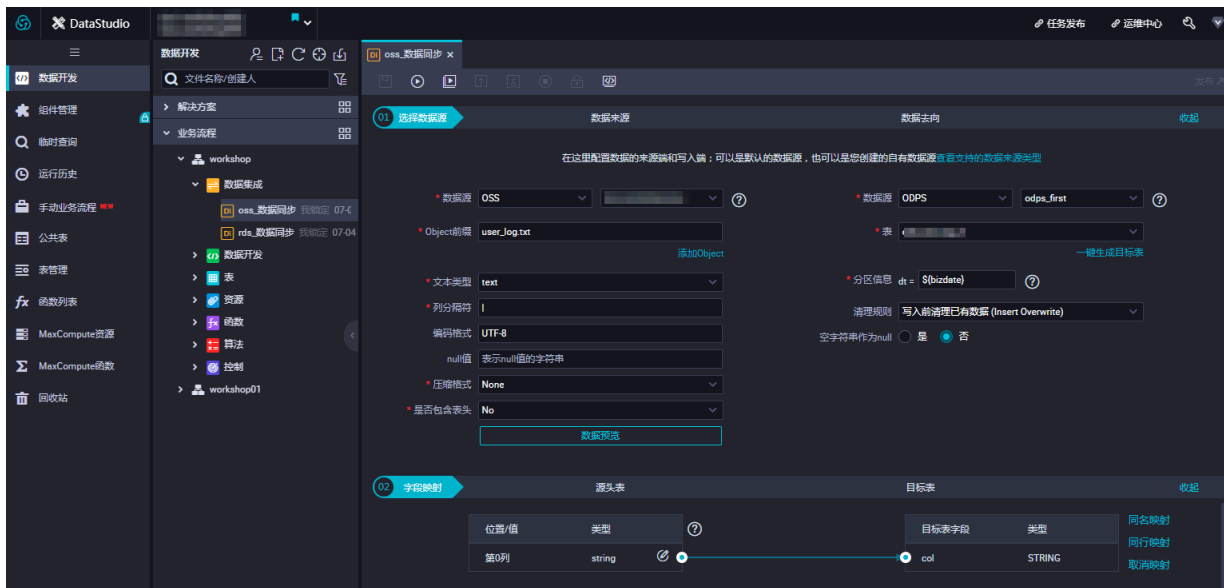 DataStudio
任务发布
运维中心
数据开发
oss_数据同步 ×
数据开发
文件名称/创建人
发布
组件管理
解决方案
01 选择数据源
数据来源
数据去向
收起
业务流程
临时查询
workshop
在这里配置数据的来源端和写入端；可以是默认的数据源，也可以是您创建的自有数据源查看支持的数据来源类型
运行历史
数据集成
* 数据源 OSS
* 数据源 ODPS
odps_first
手动业务流程 NEW
Di oss_数据同步 我锁定 07-0
* Object前缀 user_log.txt
* 表
公共表
Di rds_数据同步 我锁定 07-04
添加Object
一键生成目标表
数据开发
表管理
表
* 文本类型 text
* 分区信息 dt = ${bizdate}
函数列表
资源
* 列分隔符 |
清理规则 写入前清理已有数据 (Insert Overwrite)
函数
编码格式 UTF-8
空字符串作为null 是 否
MaxCompute资源
算法
null值 表示null值的字符串
MaxCompute函数
控制
* 压缩格式 None
workshop01
回收站
* 是否包含表头 No
数据预览
02 字段映射
源头表
目标表
收起
位置/值
类型
目标表字段
类型
同名映射
同行映射
第0列
string
col
STRING
取消映射